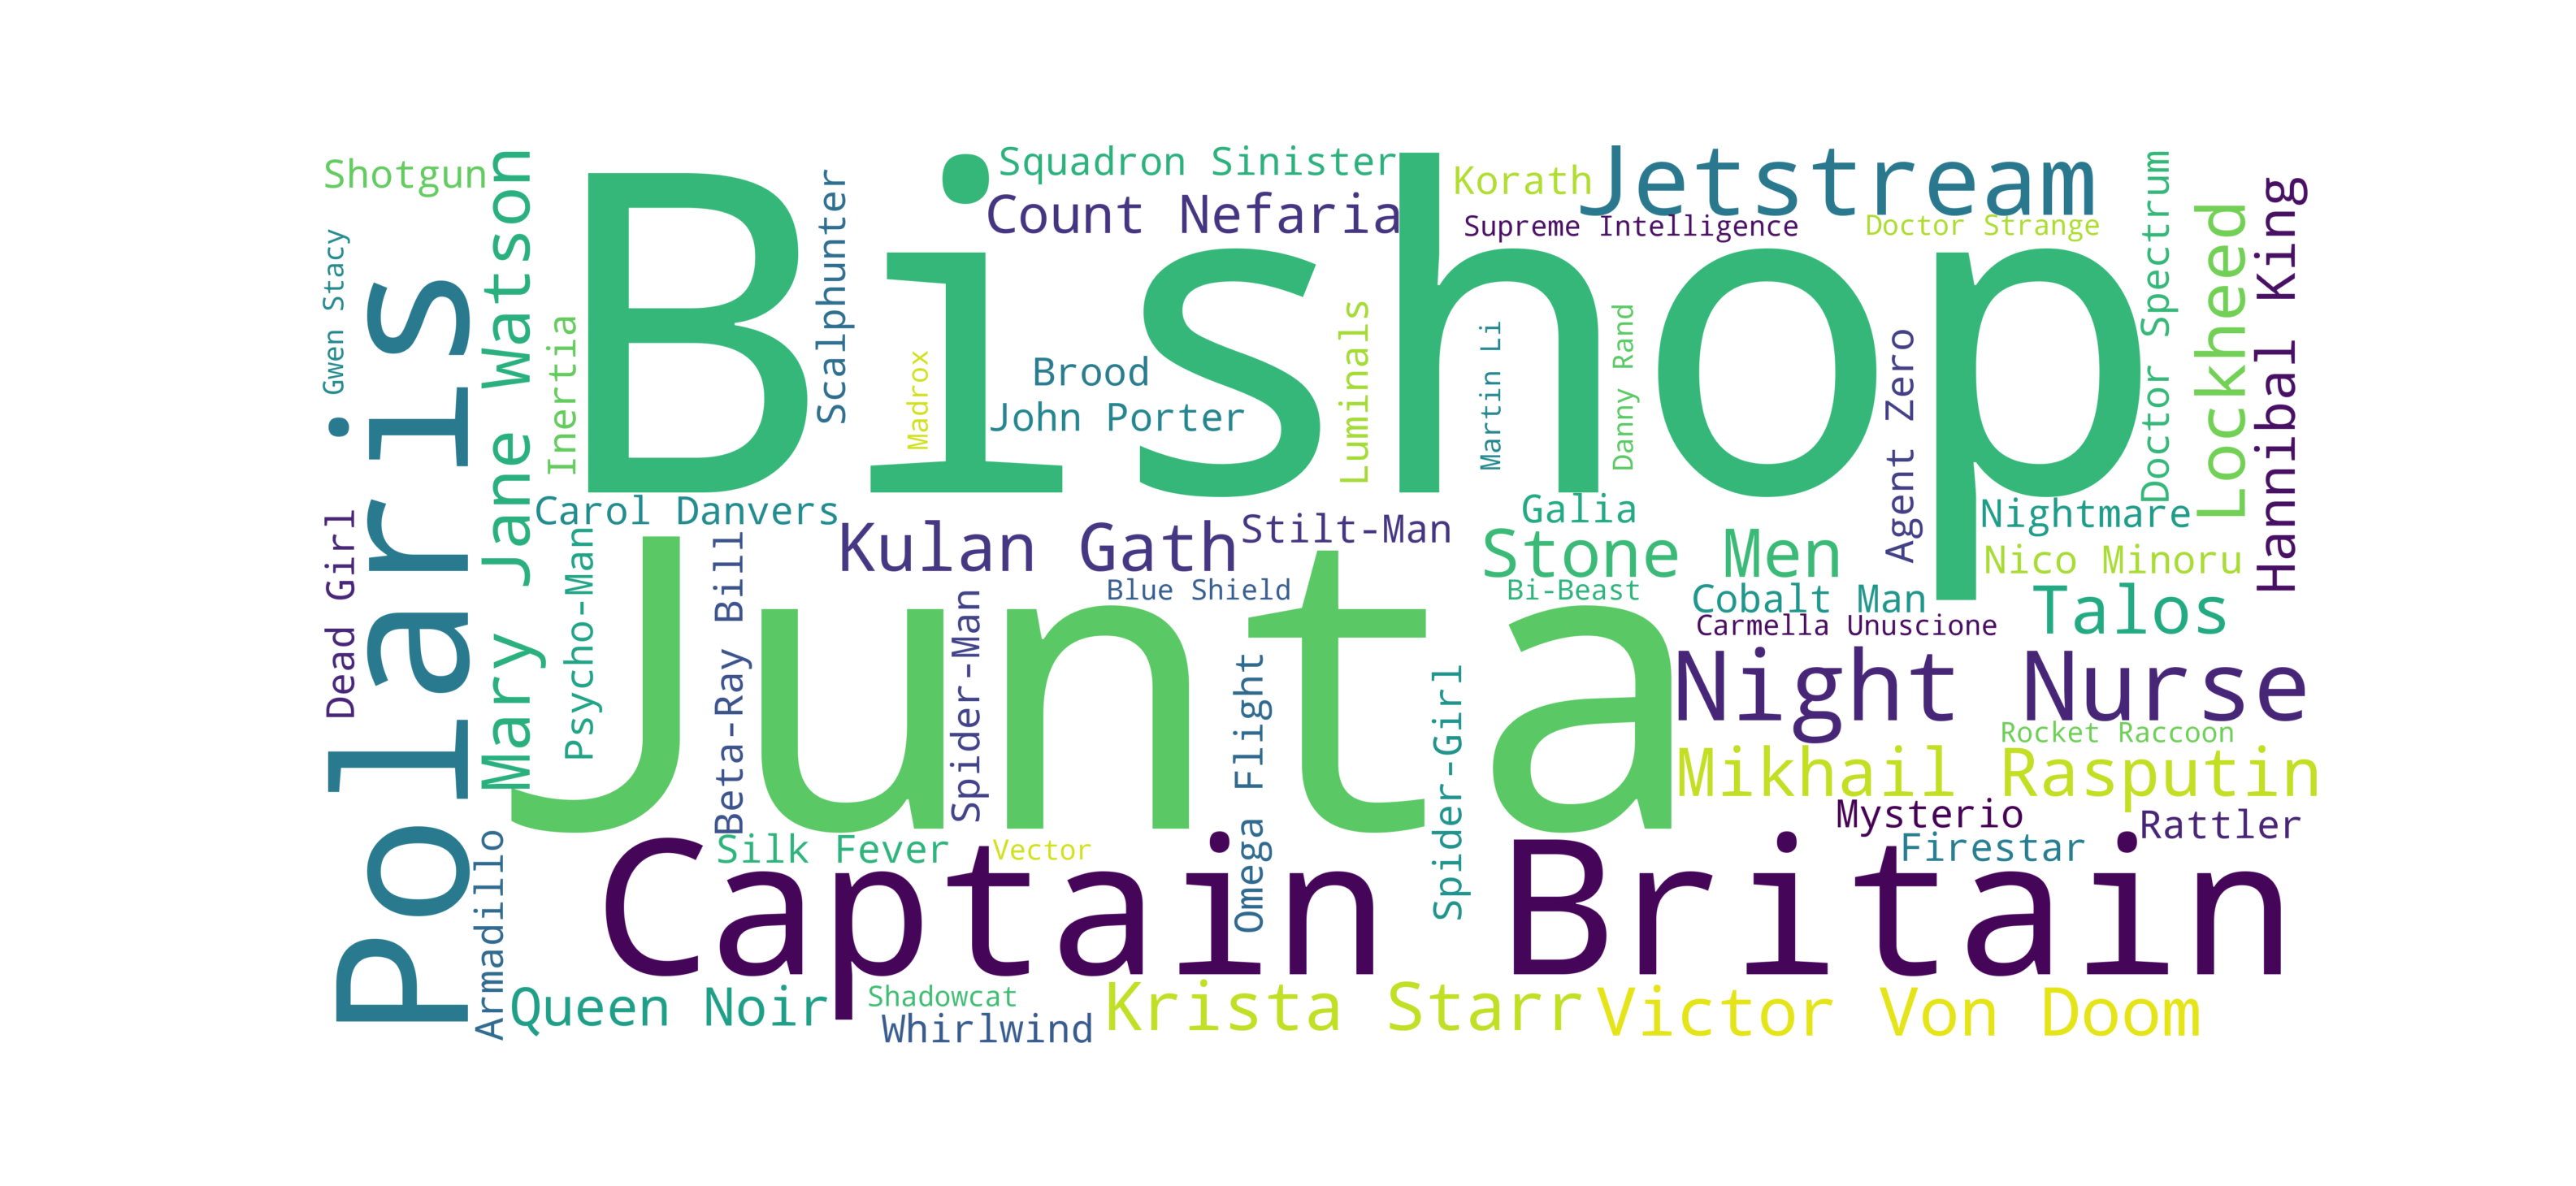 Shotgun
Gwen Stacy
Dead Girl
Polaris
Mary Jane Watson
Armadillo
Inertia
Bishop
Scalphunter
Squadron Sinister
Count Nefaria
Madrox
Brood
John Porter
Luminals
Korath
Jetstream
Supreme Intelligence
Doctor Strange
Martin Li
Danny Rand
Agent Zero
Doctor Spectrum
Lockheed
Hannibal King
Carol Danvers
Psycho-Man
Beta-Ray Bill
Kulan Gath
Stilt-Man
Galia
Stone Men
Nightmare
Nico Minoru
Blue Shield
Bi-Beast
Cobalt Man
Carmella Unuscione
Talos
Junta
Spider-Man
Omega Flight
Spider-Girl
Night Nurse
Rocket Raccoon
Mikhail Rasputin
Mysterio
Rattler
Firestar
Silk Fever
Vector
Captain Britain
Queen Noir
Shadowcat
Whirlwind
Krista Starr
Victor Von Doom